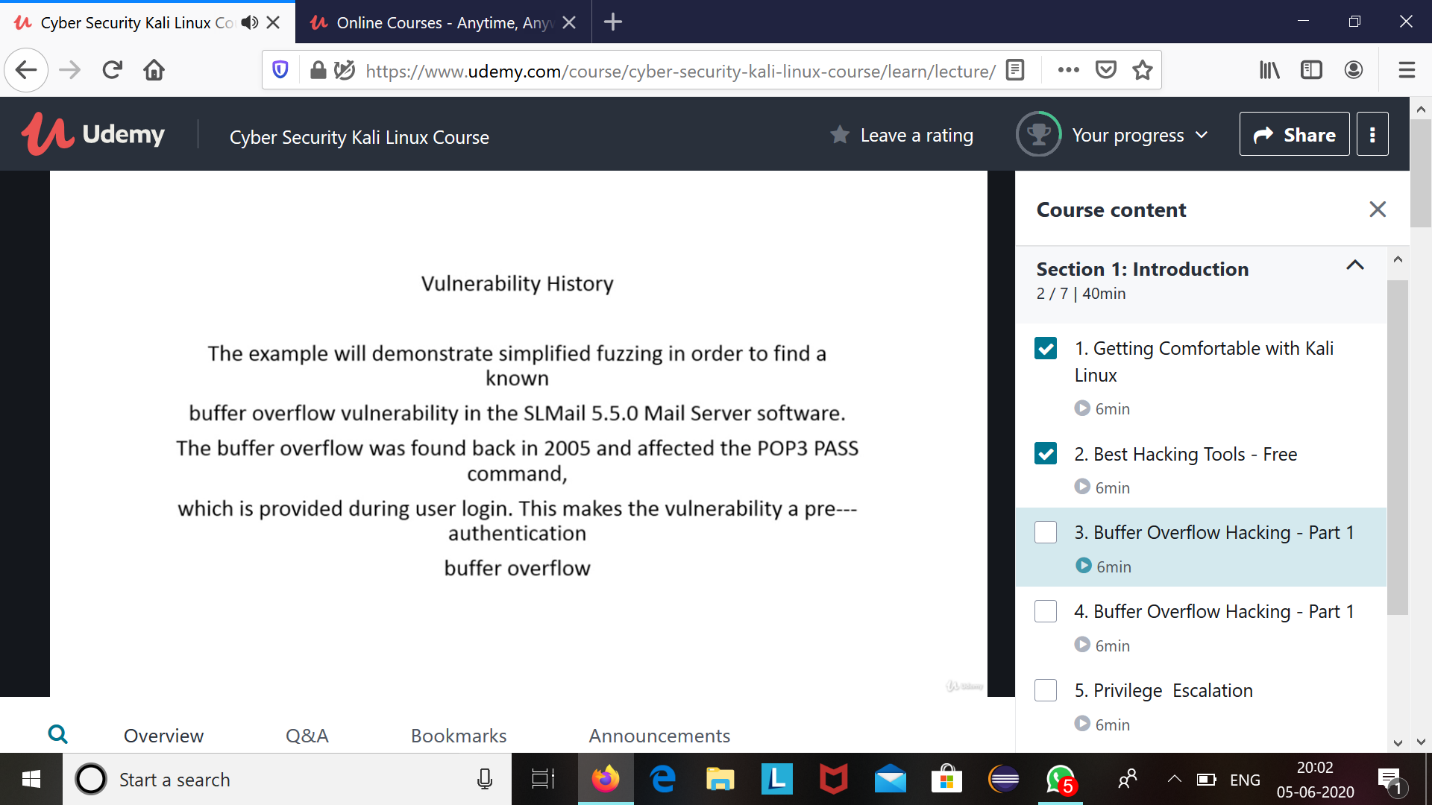 Cyber Security Kali Linux Co
Online Courses - Anytime, Any
https://www.udemy.com/course/cyber-security-kali-linux-course/learn/lecture/
Udemy
Cyber Security Kali Linux Course
Leave a rating
Your progress
Share
Vulnerability History
The example will demonstrate simplified fuzzing in order to find a
known
buffer overflow vulnerability in the SLMail 5.5.0 Mail Server software.
The buffer overflow was found back in 2005 and affected the POP3 PASS
command,
which is provided during user login. This makes the vulnerability a pre---
authentication
buffer overflow
Udemy
Course content
Section 1: Introduction
2 / 7 | 40min
1. Getting Comfortable with Kali
Linux
6min
2. Best Hacking Tools - Free
6min
3. Buffer Overflow Hacking - Part 1
6min
4. Buffer Overflow Hacking - Part 1
6min
5. Privilege  Escalation
6min
Overview
Q&A
Bookmarks
Announcements
Start a search
L
5
ENG
20:02
05-06-2020
1